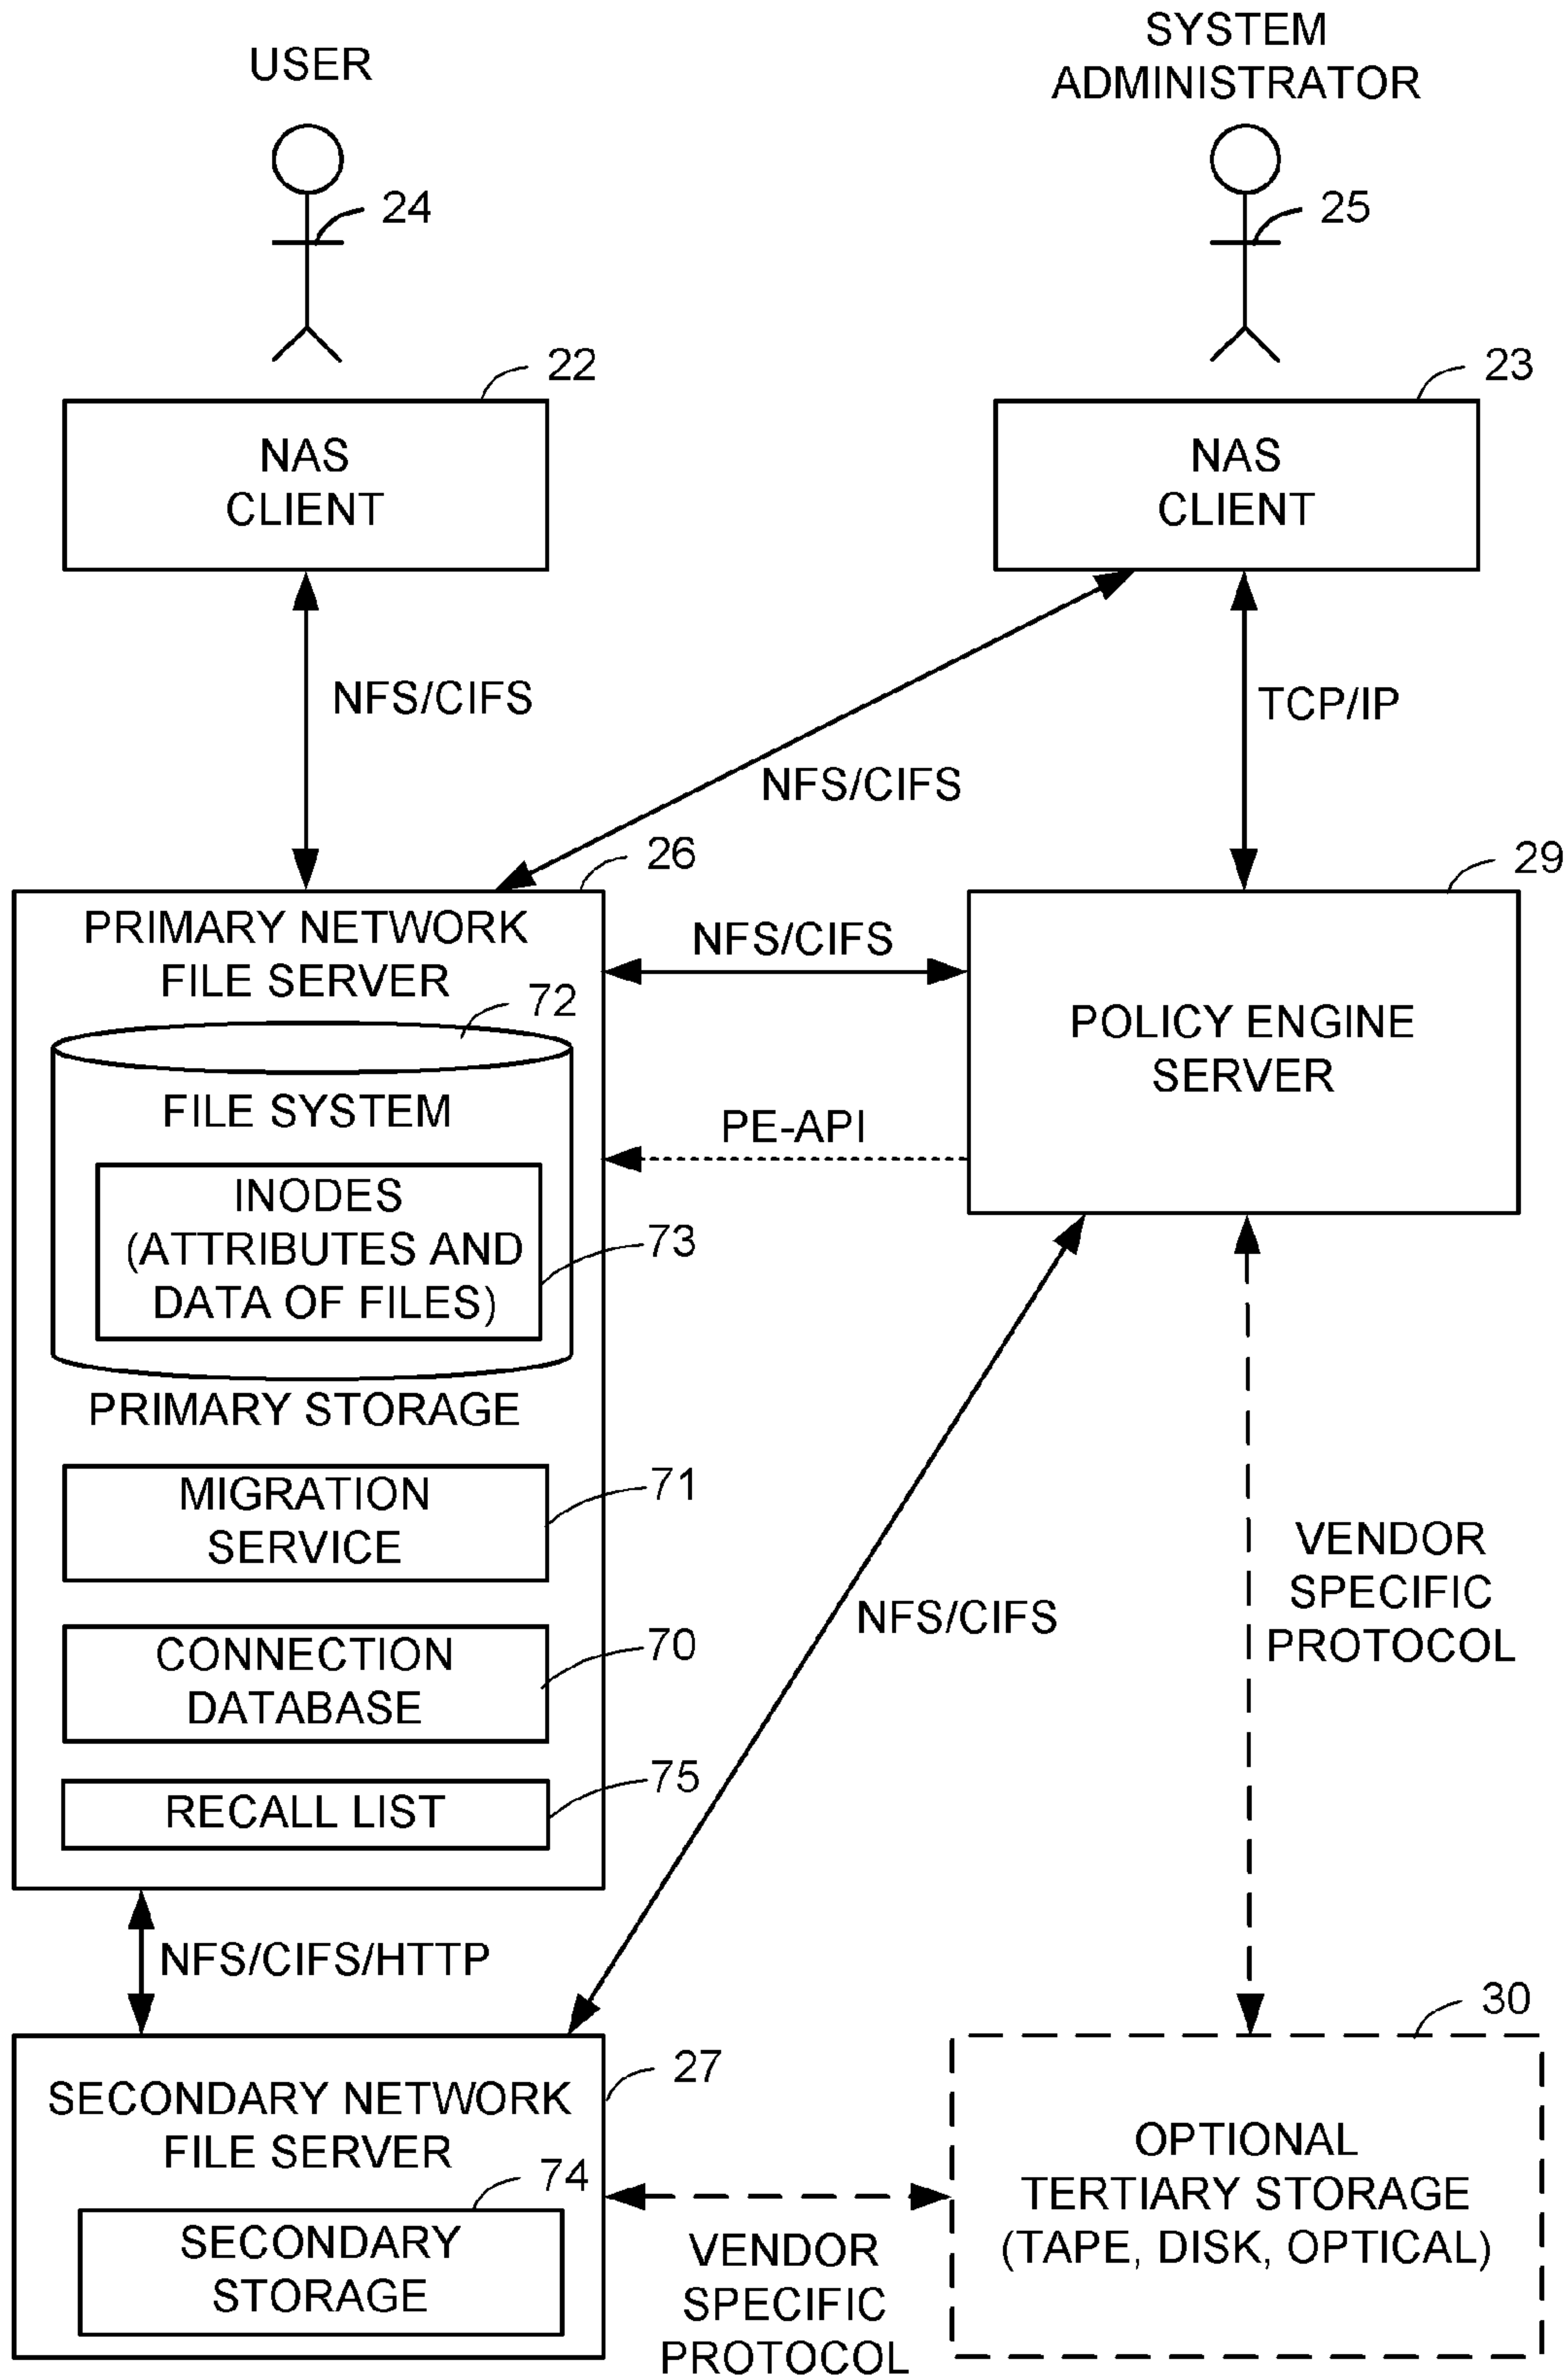 USER
SYSTEM
ADMINISTRATOR
24
25
22
23
NAS
CLIENT
NAS
CLIENT
NFS/CIFS
TCP/IP
NFS/CIFS
26
29
PRIMARY NETWORK
FILE SERVER
NFS/CIFS
72
POLICY ENGINE
SERVER
FILE SYSTEM
PE-API
INODES
(ATTRIBUTES AND
DATA OF FILES)
73
PRIMARY STORAGE
MIGRATION
SERVICE
71
VENDOR
SPECIFIC
PROTOCOL
NFS/CIFS
CONNECTION
DATABASE
70
RECALL LIST
75
NFS/CIFS/HTTP
30
27
SECONDARY NETWORK
FILE SERVER
74
SECONDARY
STORAGE
OPTIONAL
TERTIARY STORAGE
(TAPE, DISK, OPTICAL)
VENDOR
SPECIFIC
PROTOCOL